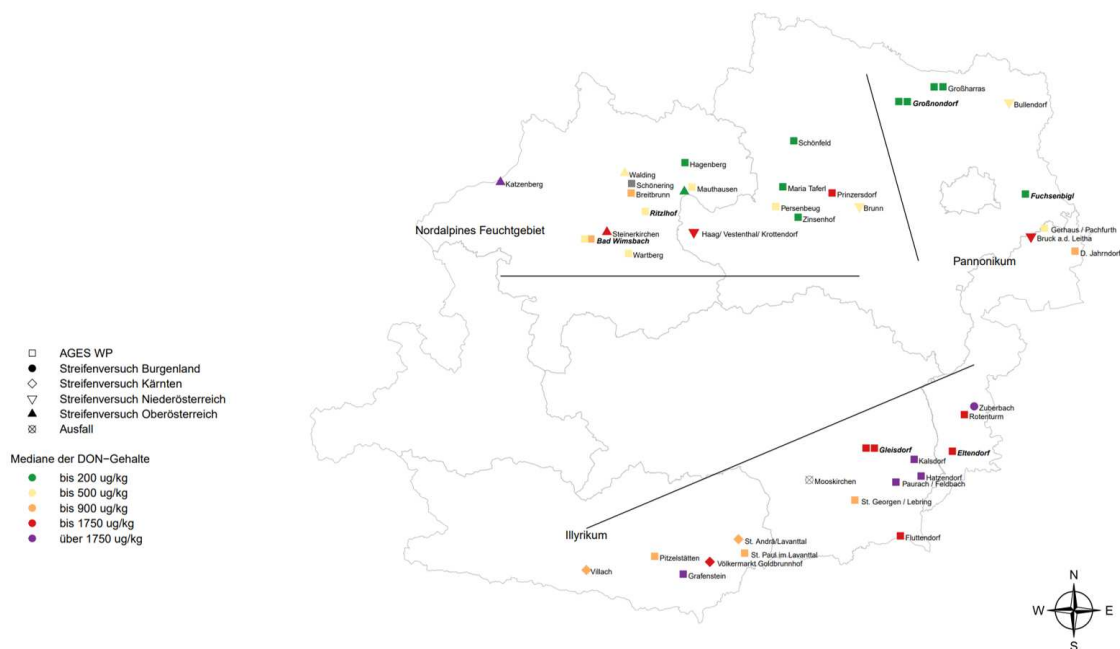 Großharras
Großnondorf
Bullendorf
Schönfeld
Hagenberg
Walding
Katzenberg
Schönering
Mauthausen
Maria Taferl
Prinzersdorf
Breitbrunn
Fuchsenbigl
Ritzlhof
Persenbeug
Brunn
Zinsenhof
Nordalpines Feuchtgebiet
Steinerkirchen
Haag/ Vestenthal/ Krottendorf
Gerhaus / Pachfurth
Bruck a.d. Leitha
Bad Wimsbach
Wartberg
D. Jahrndorf
Pannonikum
AGES WP
Streifenversuch Burgenland
Streifenversuch Kärnten
Streifenversuch Niederösterreich
Streifenversuch Oberösterreich
Ausfall
Mediane der DON−Gehalte
bis 200 ug/kg
bis 500 ug/kg
bis 900 ug/kg
bis 1750 ug/kg
über 1750 ug/kg
Zuberbach
Rotenturm
Gleisdorf
Eltendorf
Kalsdorf
Hatzendorf
Mooskirchen
Paurach / Feldbach
St. Georgen / Lebring
Illyrikum
Fluttendorf
St. Andrä/Lavanttal
St. Paul im Lavanttal
Pitzelstätten
Völkermarkt Goldbrunnhof
Villach
Grafenstein
N
W
E
S